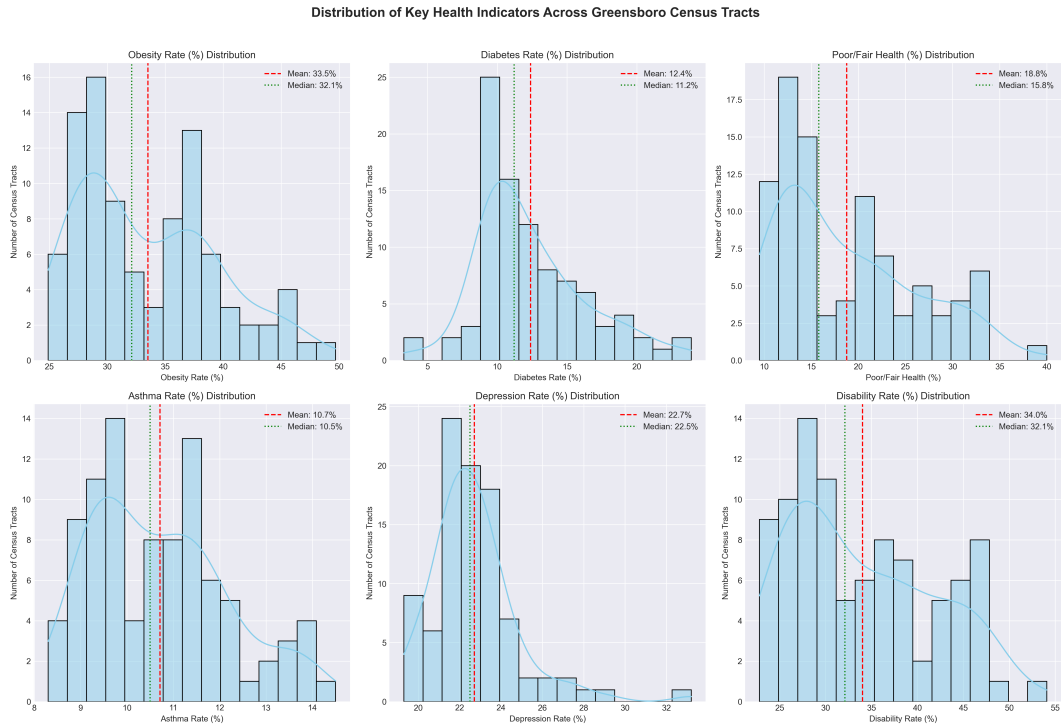 Distribution of Key Health Indicators Across Greensboro Census Tracts
Obesity Rate (%) Distribution
Mean: 33.5%
Median: 32.1%
Number of Census Tracts
0
2
4
6
8
10
12
14
16
25
30
35
40
45
50
Obesity Rate (%)
Diabetes Rate (%) Distribution
Mean: 12.4%
Median: 11.2%
Number of Census Tracts
0
5
10
15
20
25
5
10
15
20
Diabetes Rate (%)
Poor/Fair Health (%) Distribution
Mean: 18.8%
Median: 15.8%
Number of Census Tracts
0.0
2.5
5.0
7.5
10.0
12.5
15.0
17.5
10
15
20
25
30
35
40
Poor/Fair Health (%)
Asthma Rate (%) Distribution
Mean: 10.7%
Median: 10.5%
Number of Census Tracts
0
2
4
6
8
10
12
14
8
9
10
11
12
13
14
Asthma Rate (%)
Depression Rate (%) Distribution
Mean: 22.7%
Median: 22.5%
Number of Census Tracts
0
5
10
15
20
25
20
22
24
26
28
30
32
Depression Rate (%)
Disability Rate (%) Distribution
Mean: 34.0%
Median: 32.1%
Number of Census Tracts
0
2
4
6
8
10
12
14
25
30
35
40
45
50
55
Disability Rate (%)